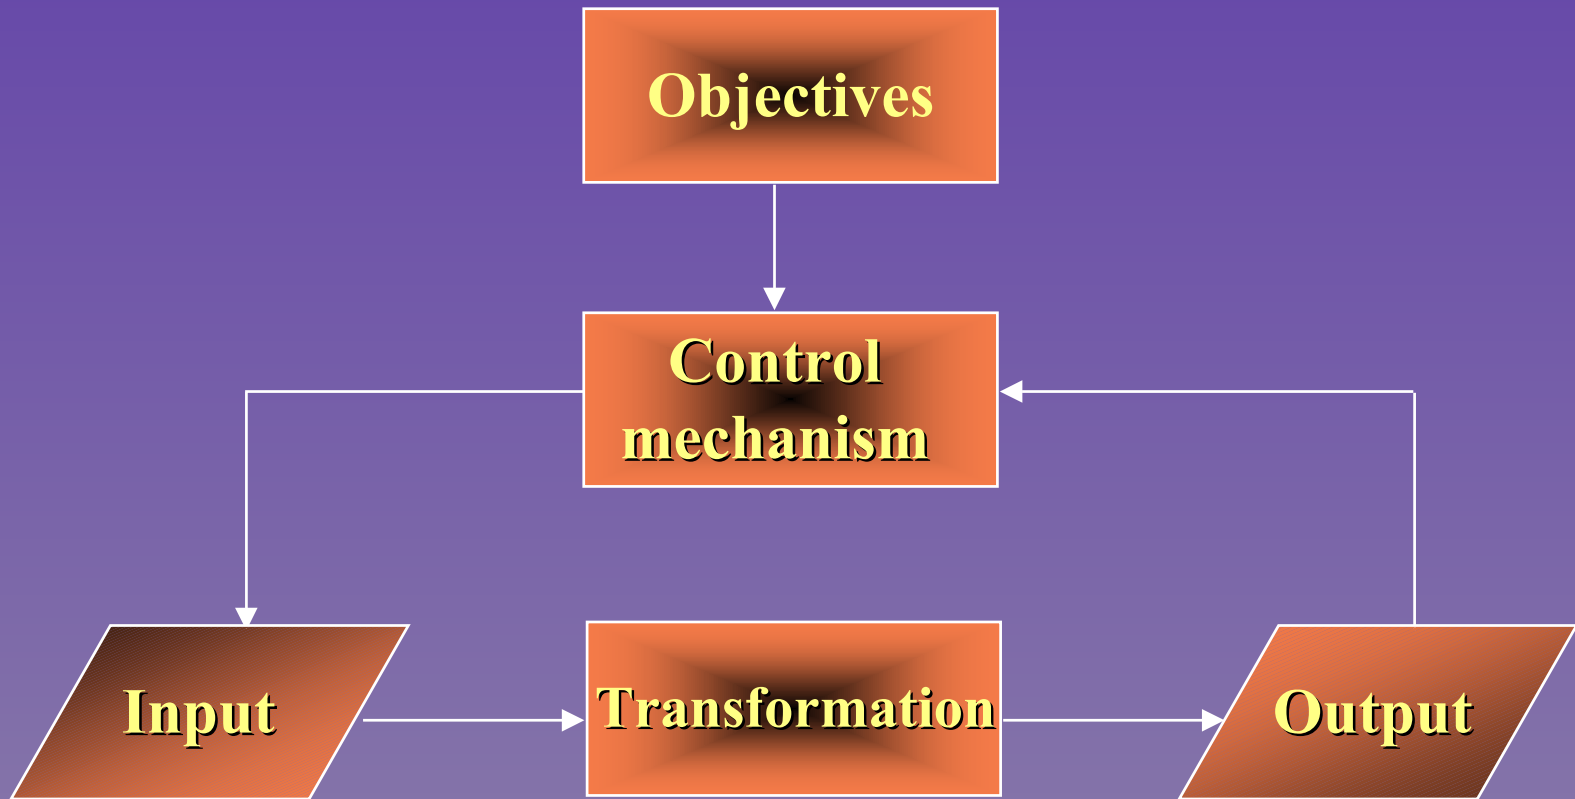 Objectives
Control
mechanism
Input
Transformation
Output